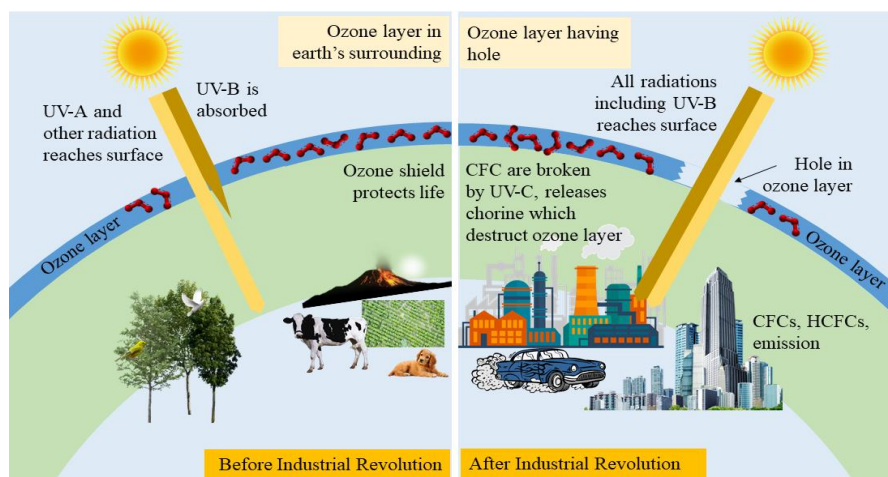 Ozone layer in
earth's surrounding
UV-B is
absorbed
UV-A and
other radiation
reaches surface
Ozone shield
protects life
Ozone layer
Before Industrial Revolution
Ozone layer having
hole
All radiations
including UV-B
reaches surface
Hole in
ozone layer
CFC are broken
by UV-C, releases
chorine which
destruct ozone layer
Ozone layer
CFCs, HCFCs,
emission
After Industrial Revolution